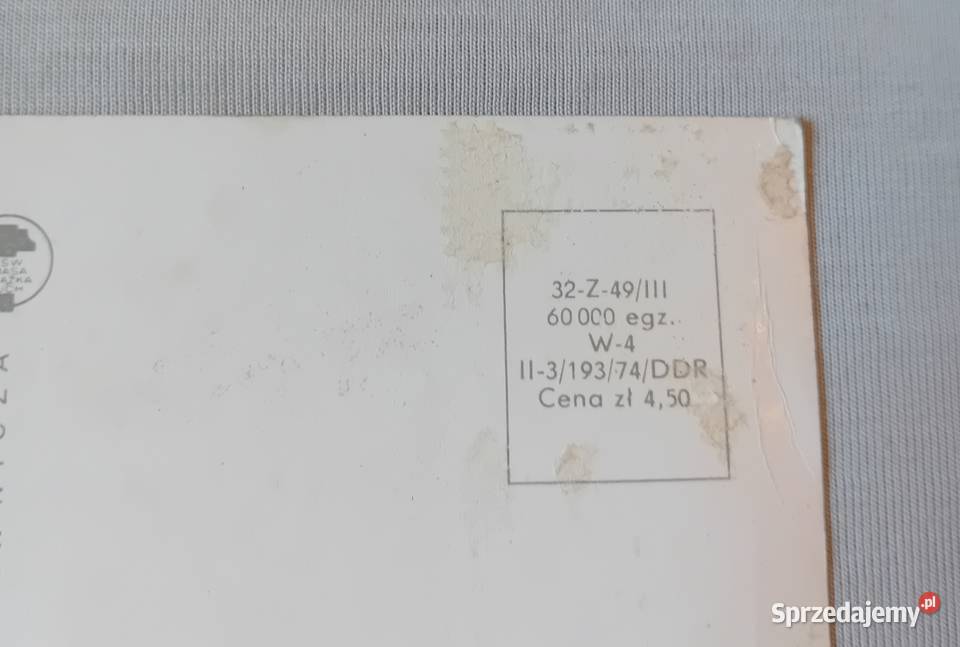 32-Z-49/III
60 000 egz.
W-4
II-3/193/74/DDR
Cena zł 4,50
Sprzedajemy.pl